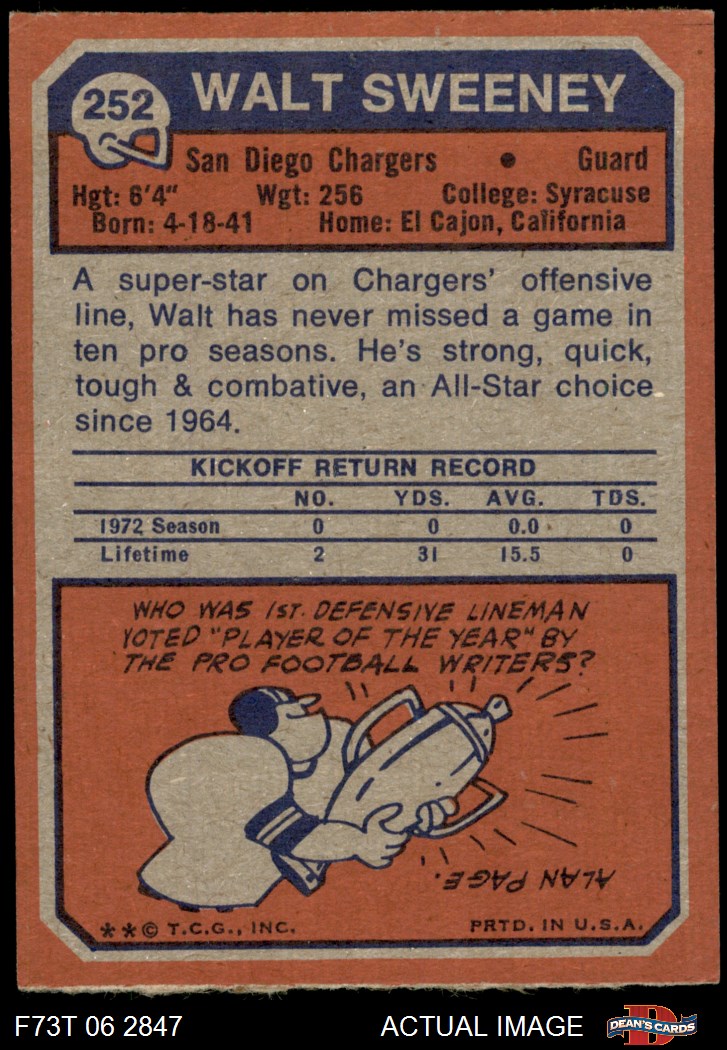 252
WALT SWEENEY
San Diego Chargers • Guard
Hgt: 6'4" Wgt: 256 College: Syracuse
Born: 4-18-41 Home: El Cajon, California
A super-star on Chargers' offensive
line, Walt has never missed a game in
ten pro seasons. He's strong, quick,
tough & combative, an All-Star choice
since 1964.
KICKOFF RETURN RECORD
NO. YDS. AVG. TDS.
1972 Season 0 0 0.0 0
Lifetime 2 31 15.5 0
WHO WAS 1ST. DEFENSIVE LINEMAN
VOTED "PLAYER OF THE YEAR" BY
THE PRO FOOTBALL WRITERS?
ALAN PAGE.
**© T.C.G., INC. PRTD. IN U.S.A.
F73T 06 2847 ACTUAL IMAGE D DEAN'S CARDS